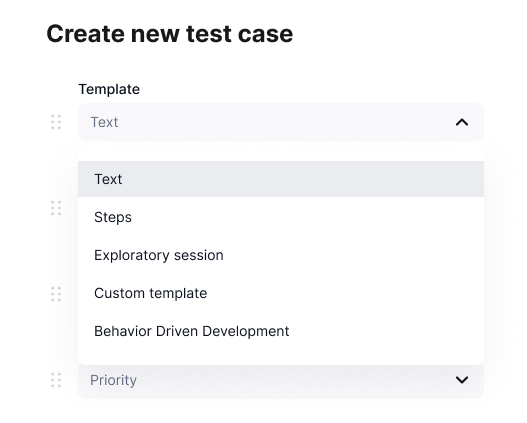 Create new test case
Template
Text
Text
Steps
Exploratory session
Custom template
Behavior Driven Development
Priority